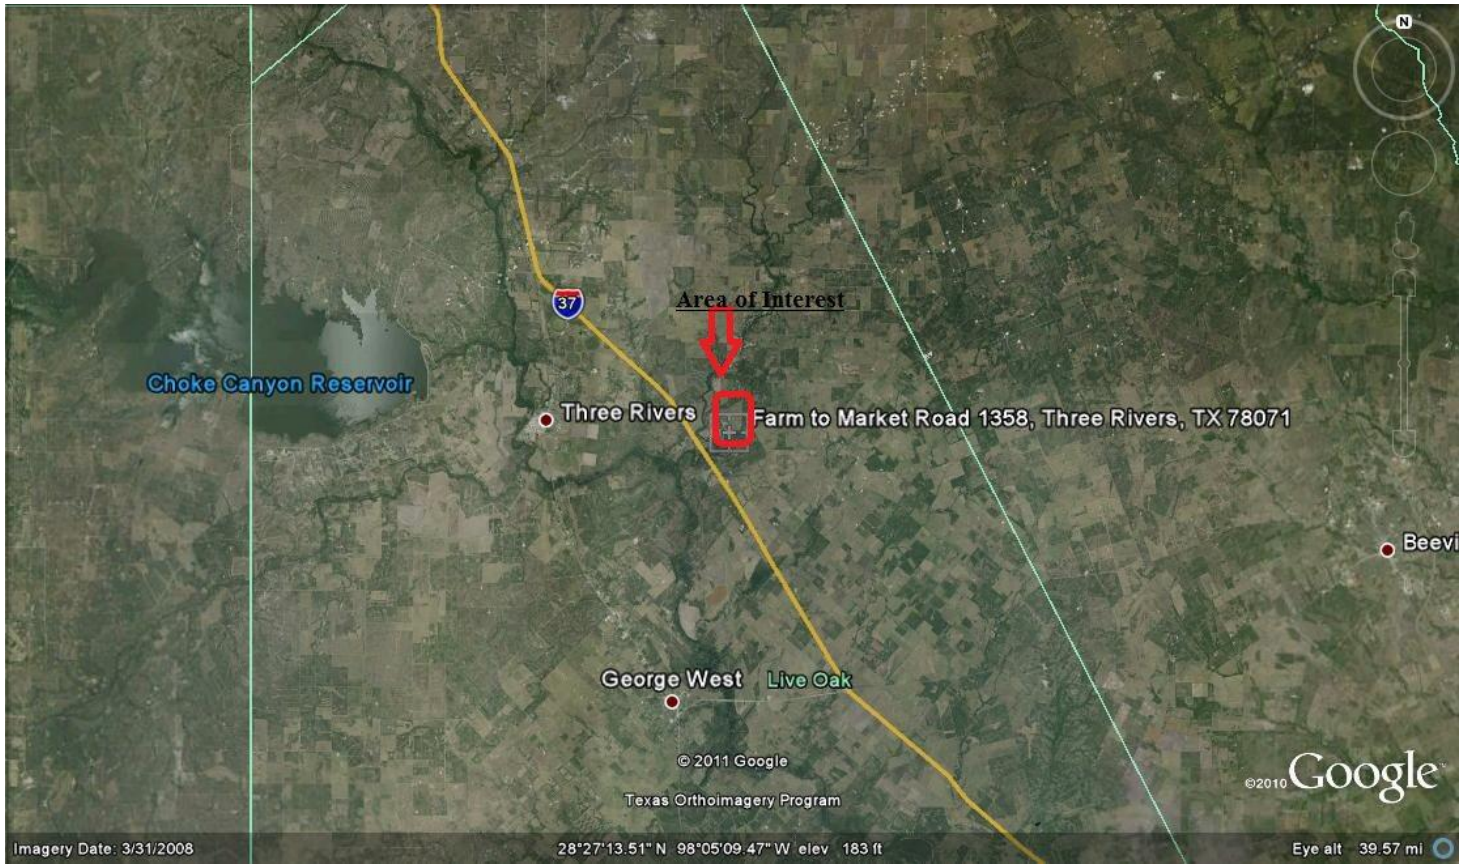 N
37
Area of Interest
Choke Canyon Reservoir
Three Rivers
Farm to Market Road 1358, Three Rivers, TX 78071
Beevi
George West
Live Oak
© 2011 Google
Texas Orthoimagery Program
©2010 Google™
Imagery Date: 3/31/2008
28°27'13.51" N 98°05'09.47" W elev 183 ft
Eye alt 39.57 mi